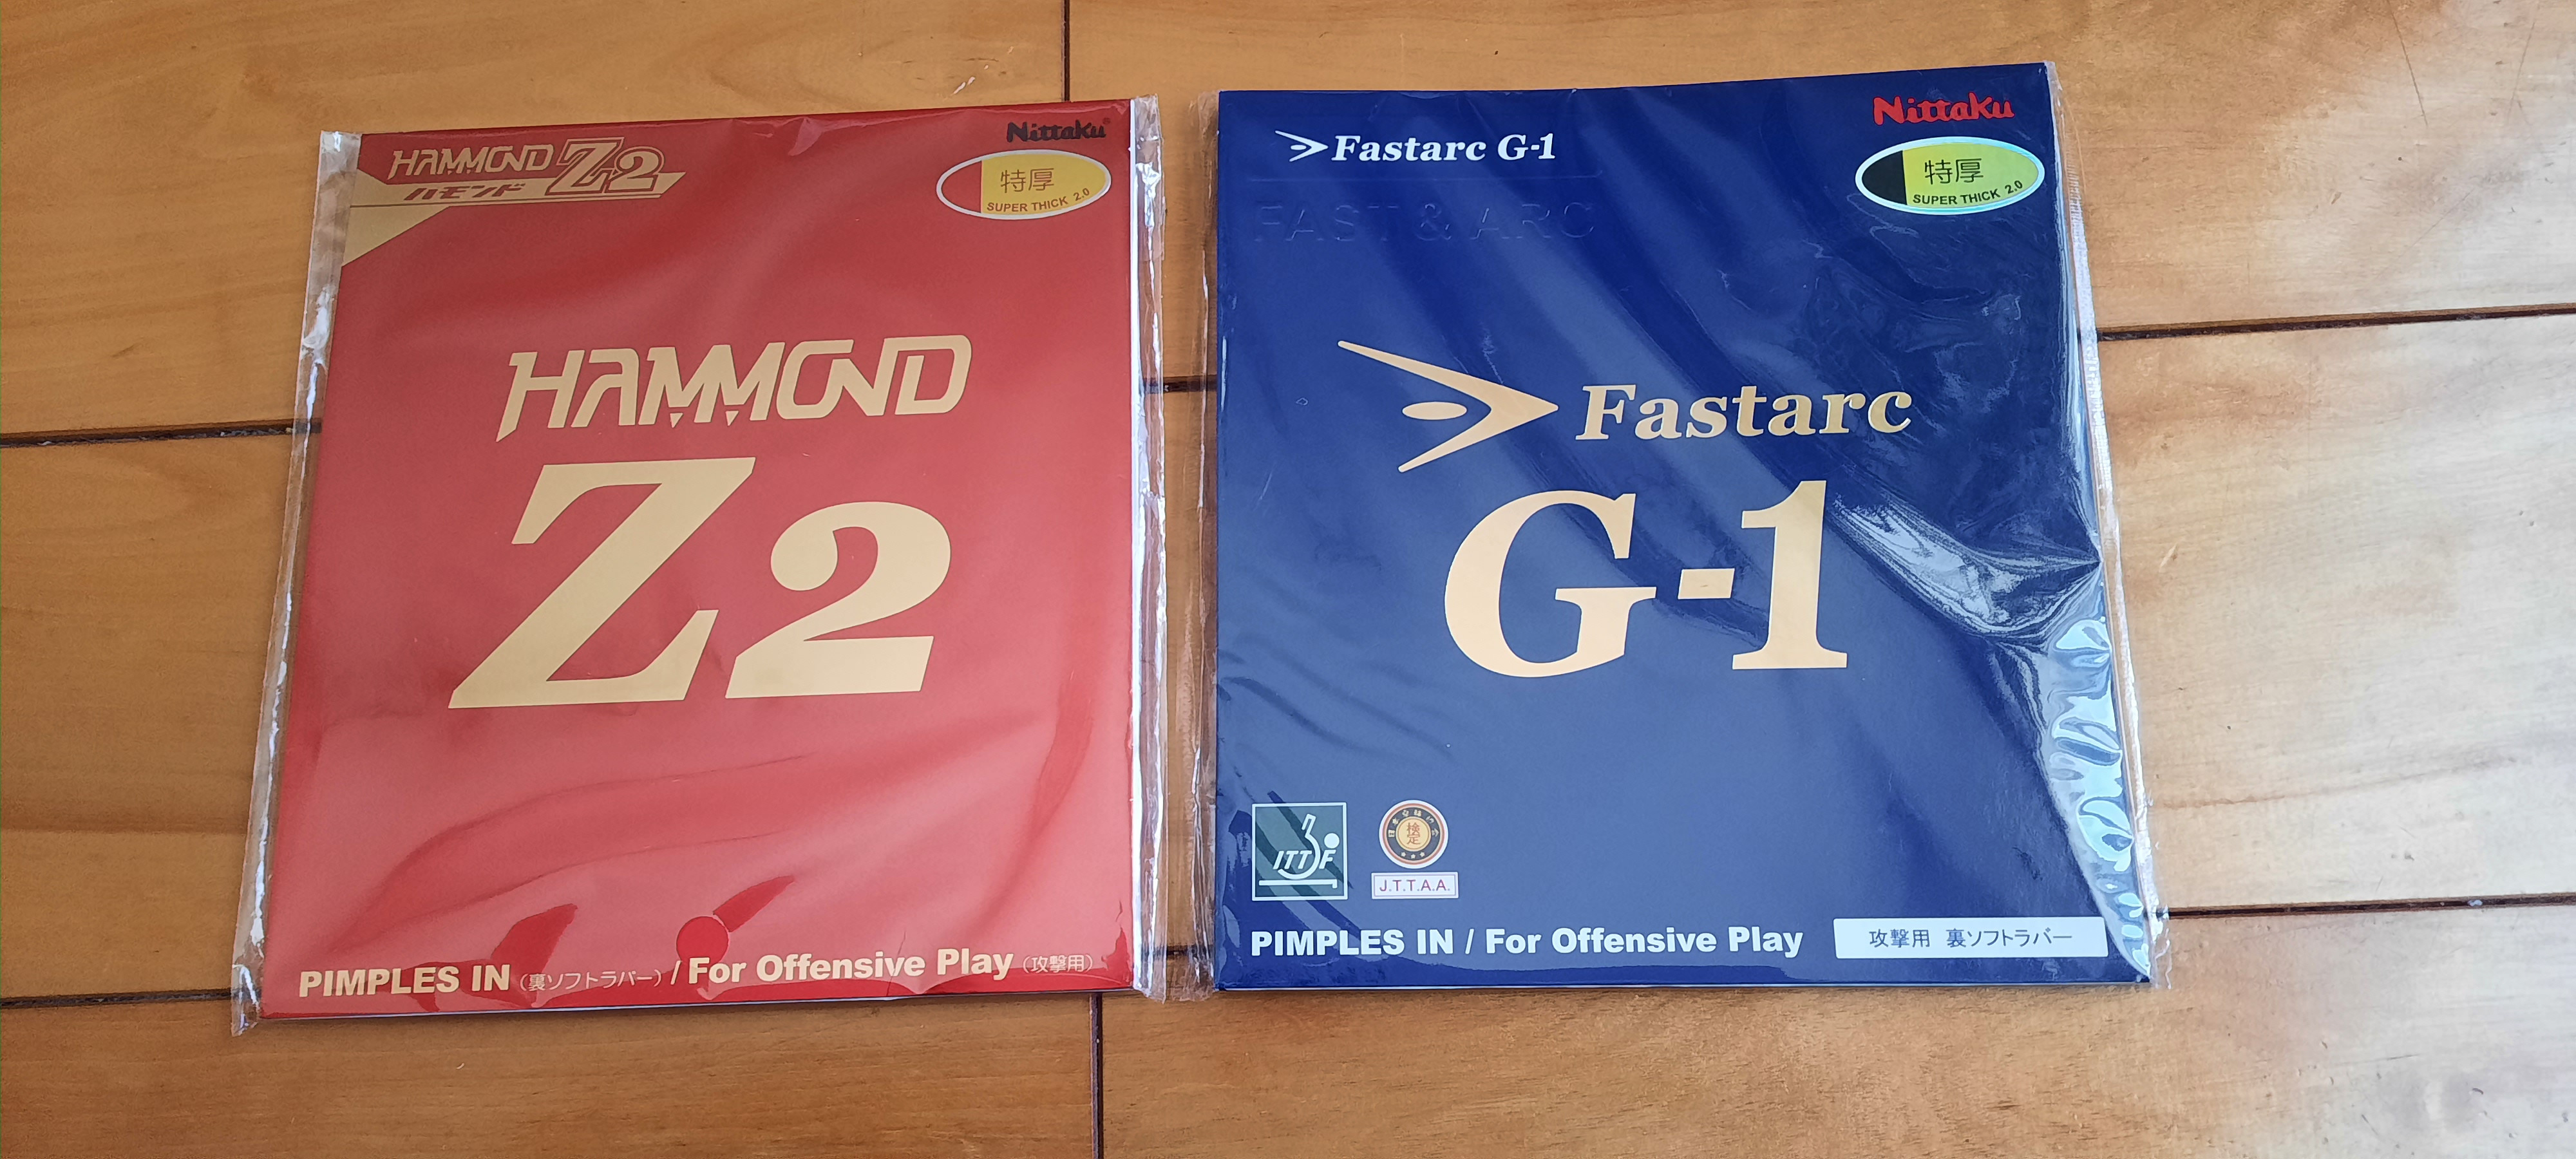 HAMMOND Z2
ハモンド
Nittaku
特厚
SUPER THICK 2.0
HAMMOND
Z2
PIMPLES IN (裏ソフトラバー) / For Offensive Play (攻撃用)
Fastarc G-1
FAST & ARC
Nittaku
特厚
SUPER THICK 2.0
Fastarc
G-1
ITTF
検定
J.T.T.A.A.
PIMPLES IN / For Offensive Play
攻撃用 裏ソフトラバー